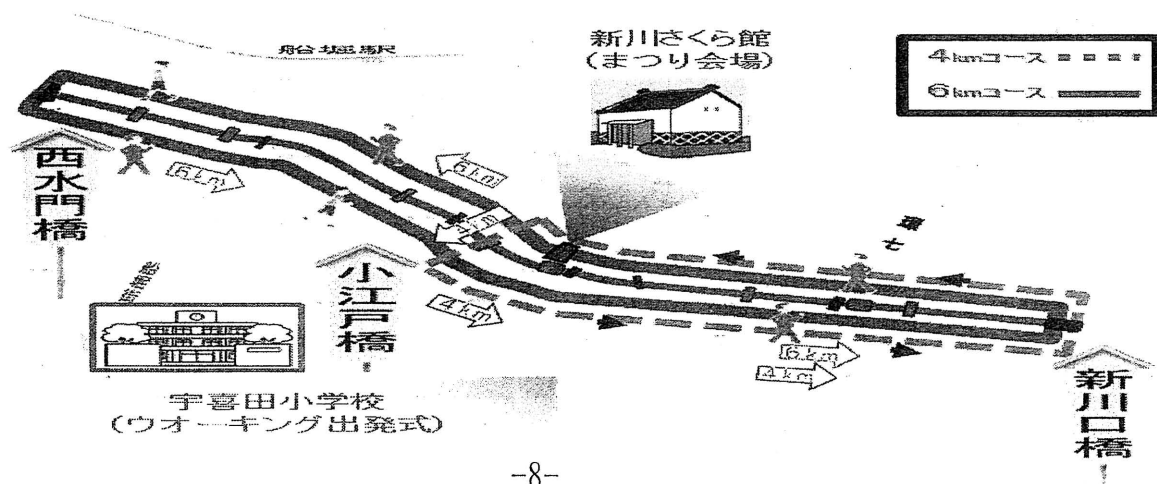 船堀駅
新川さくら館
(まつり会場)
4kmコース
6kmコース
西水門橋
6km
6km
4km
環七
小江戸橋
4km
6km
4km
宇喜田小学校
(ウオーキング出発式)
新川口橋
-8-